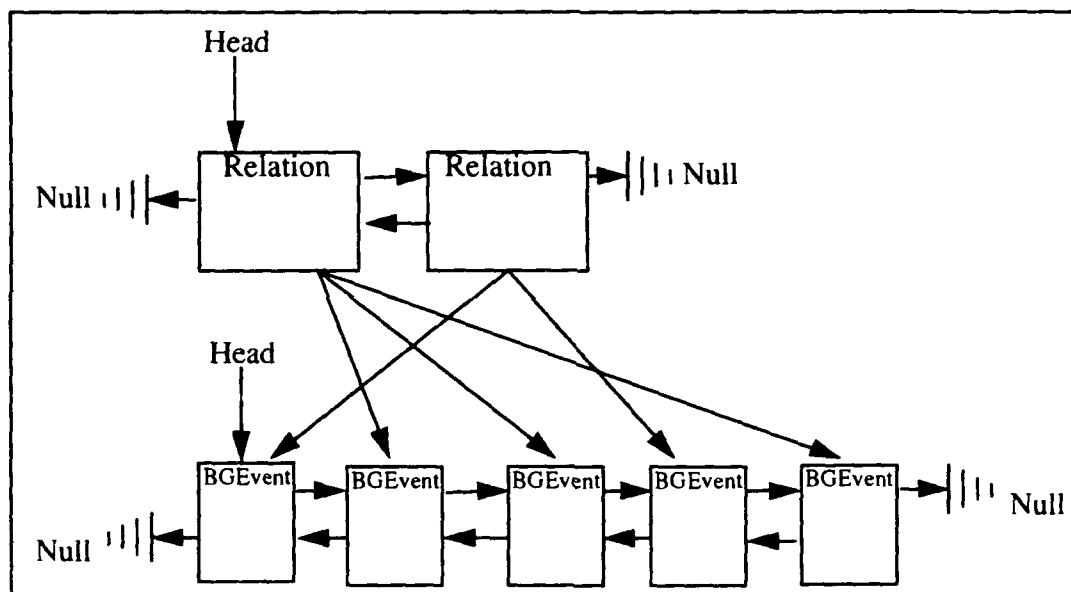 Head
Relation
Relation
Null
Null
Head
BGEvent
BGEvent
BGEvent
BGEvent
BGEvent
Null
Null